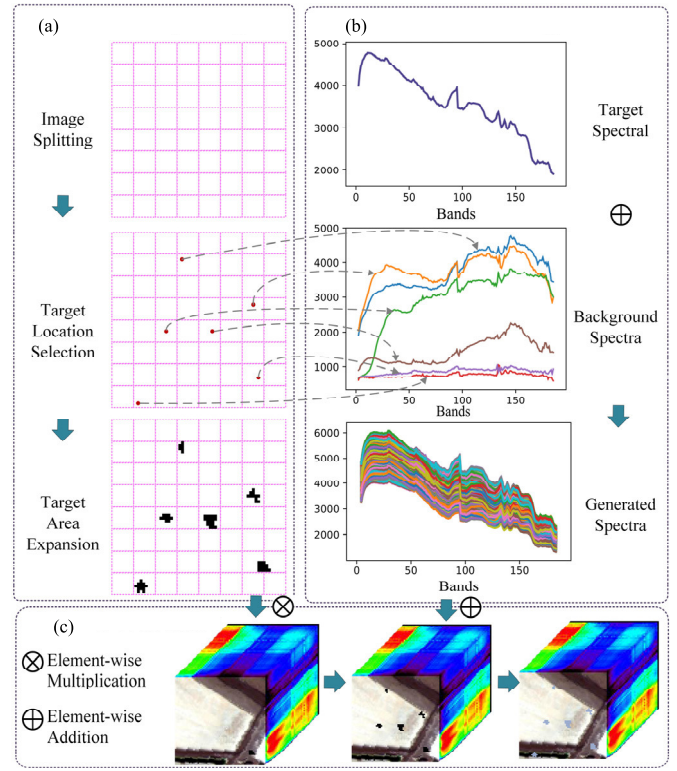 (a)
Image
Splitting
Target
Location
Selection
Target
Area
Expansion
(b)
5000
4000
3000
2000
0 50 100 150
Bands
Target
Spectral
5000
4000
3000
2000
1000
0 50 100 150
Bands
Background
Spectra
6000
5000
4000
3000
2000
0 50 100 150
Bands
Generated
Spectra
(c)
Element-wise
Multiplication
Element-wise
Addition